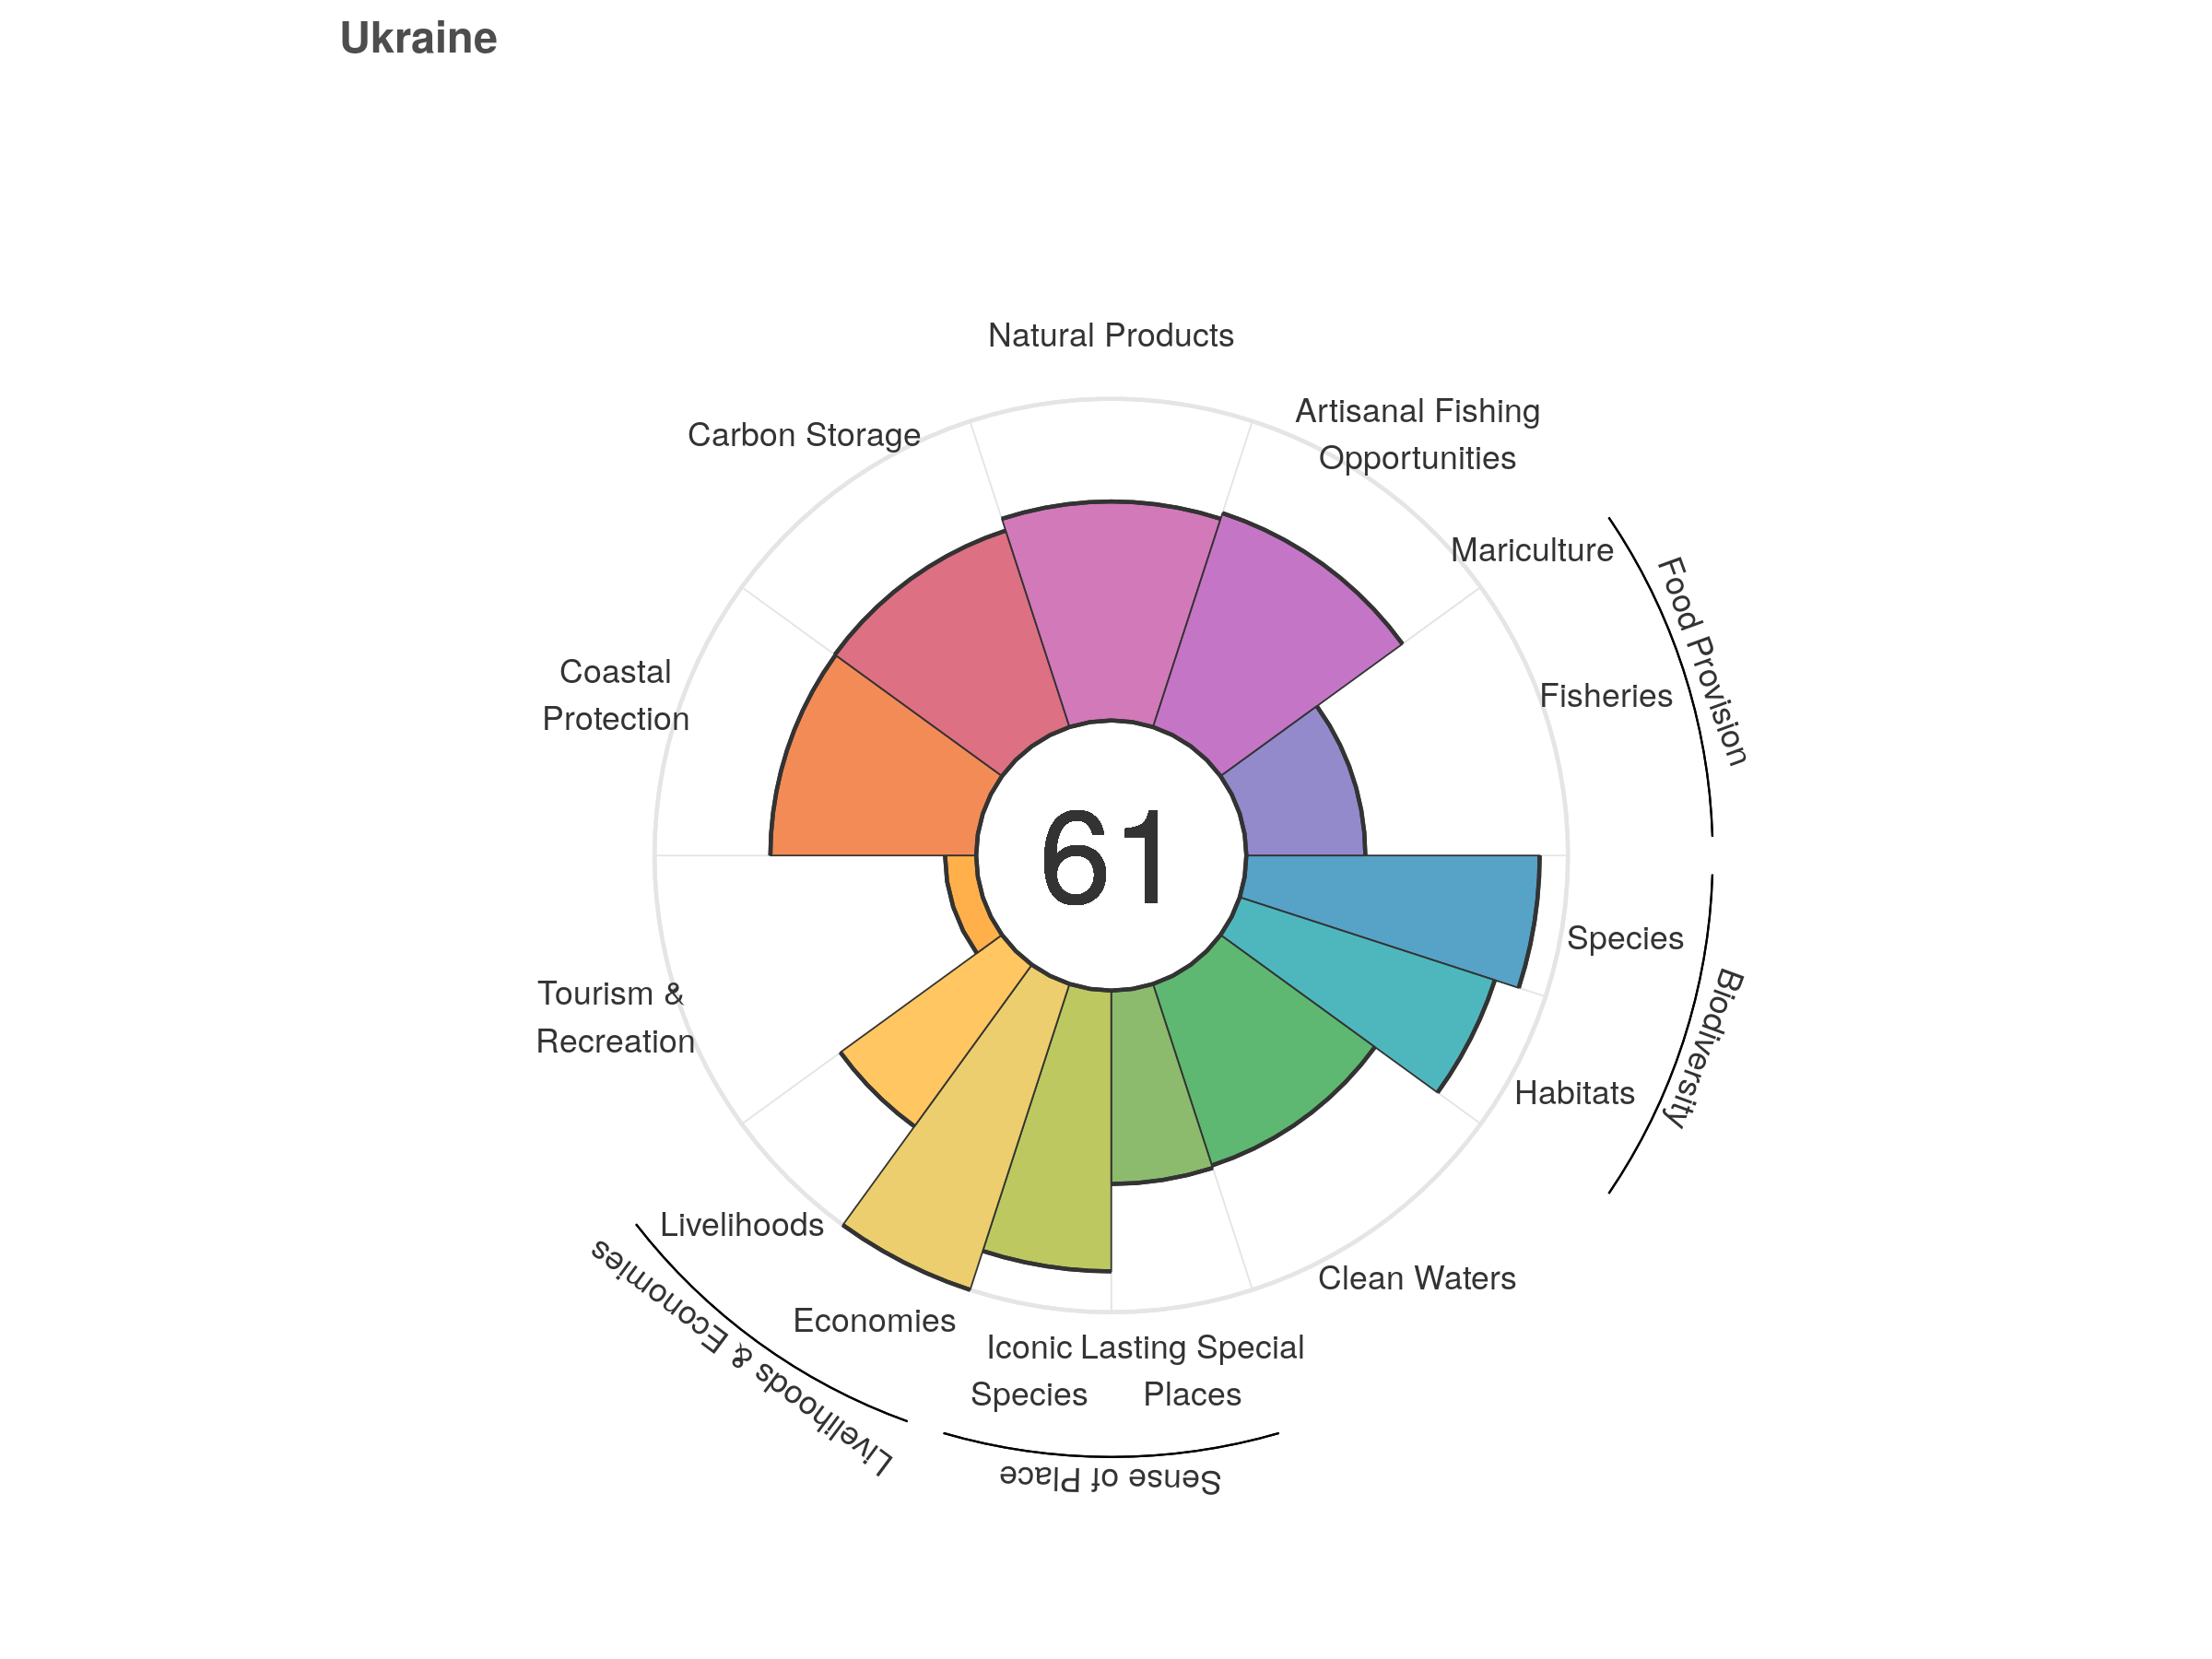 Ukraine
Natural Products
Artisanal Fishing
Opportunities
Carbon Storage
Mariculture
Food Provision
Coastal
Protection
Fisheries
61
Species
Biodiversity
Tourism &
Recreation
Habitats
Livelihoods
Clean Waters
Livelihoods & Economies
Economies
Iconic
Species
Lasting Special
Places
Sense of Place